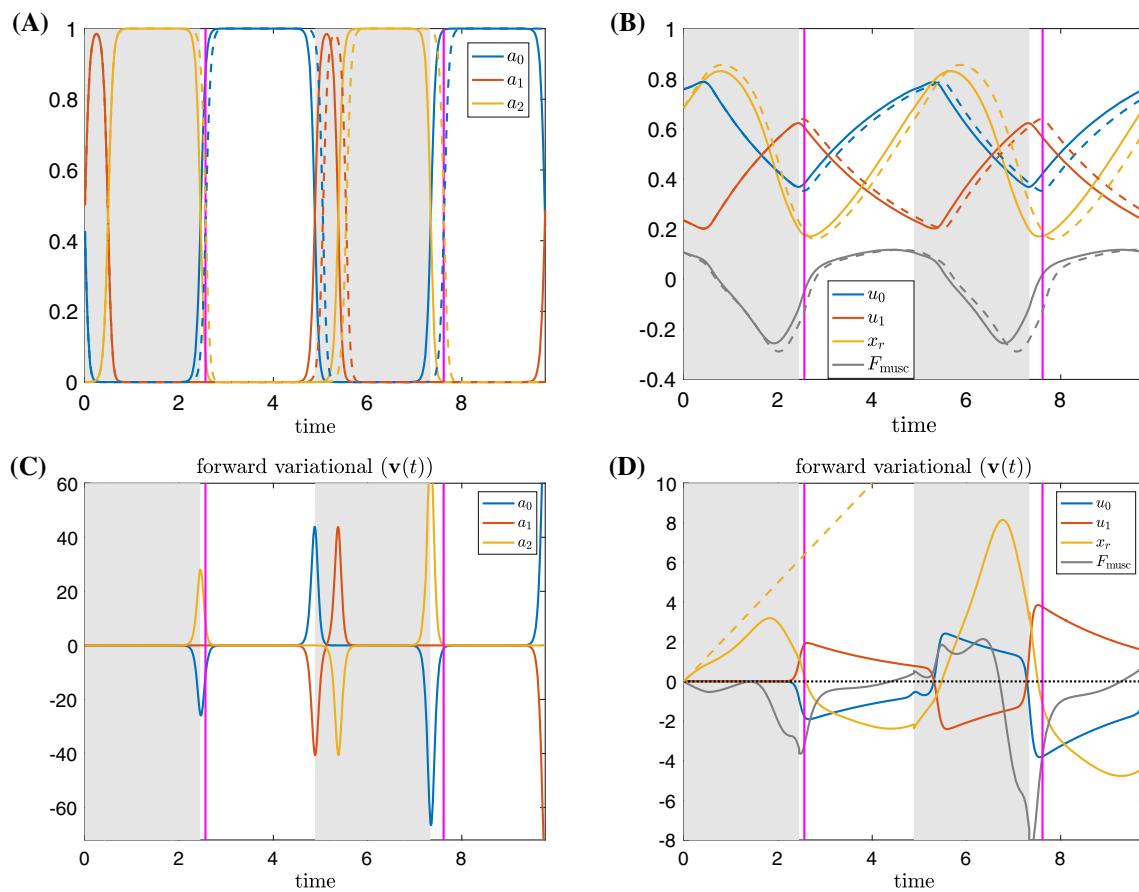 (A)
1
0.8
0.6
0.4
0.2
0
0 2 4 6 8
time
a₀
a₁
a₂
(B)
1
0.8
0.6
0.4
0.2
0
-0.2
-0.4
0 2 4 6 8
time
u₀
u₁
xᵣ
F_musc
(C)
forward variational (v(t))
60
40
20
0
-20
-40
-60
0 2 4 6 8
time
a₀
a₁
a₂
(D)
forward variational (v(t))
10
8
6
4
2
0
-2
-4
-6
-8
0 2 4 6 8
time
u₀
u₁
xᵣ
F_musc